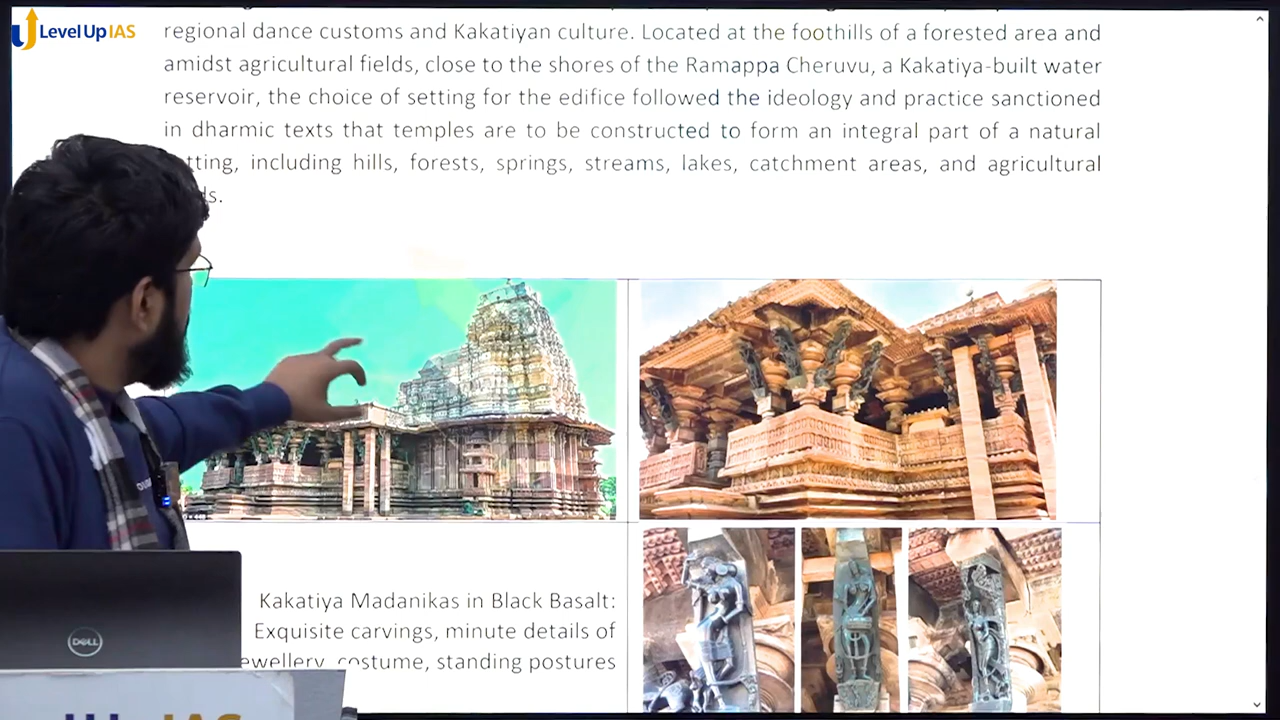 Level Up IAS
regional dance customs and Kakatiyan culture. Located at the foothills of a forested area and
amidst agricultural fields, close to the shores of the Ramappa Cheruvu, a Kakatiya-built water
reservoir, the choice of setting for the edifice followed the ideology and practice sanctioned
in dharmic texts that temples are to be constructed to form an integral part of a natural
tting, including hills, forests, springs, streams, lakes, catchment areas, and agricultural
ds.
Kakatiya Madanikas in Black Basalt:
Exquisite carvings, minute details of
ewellery, costume, standing postures
DELL